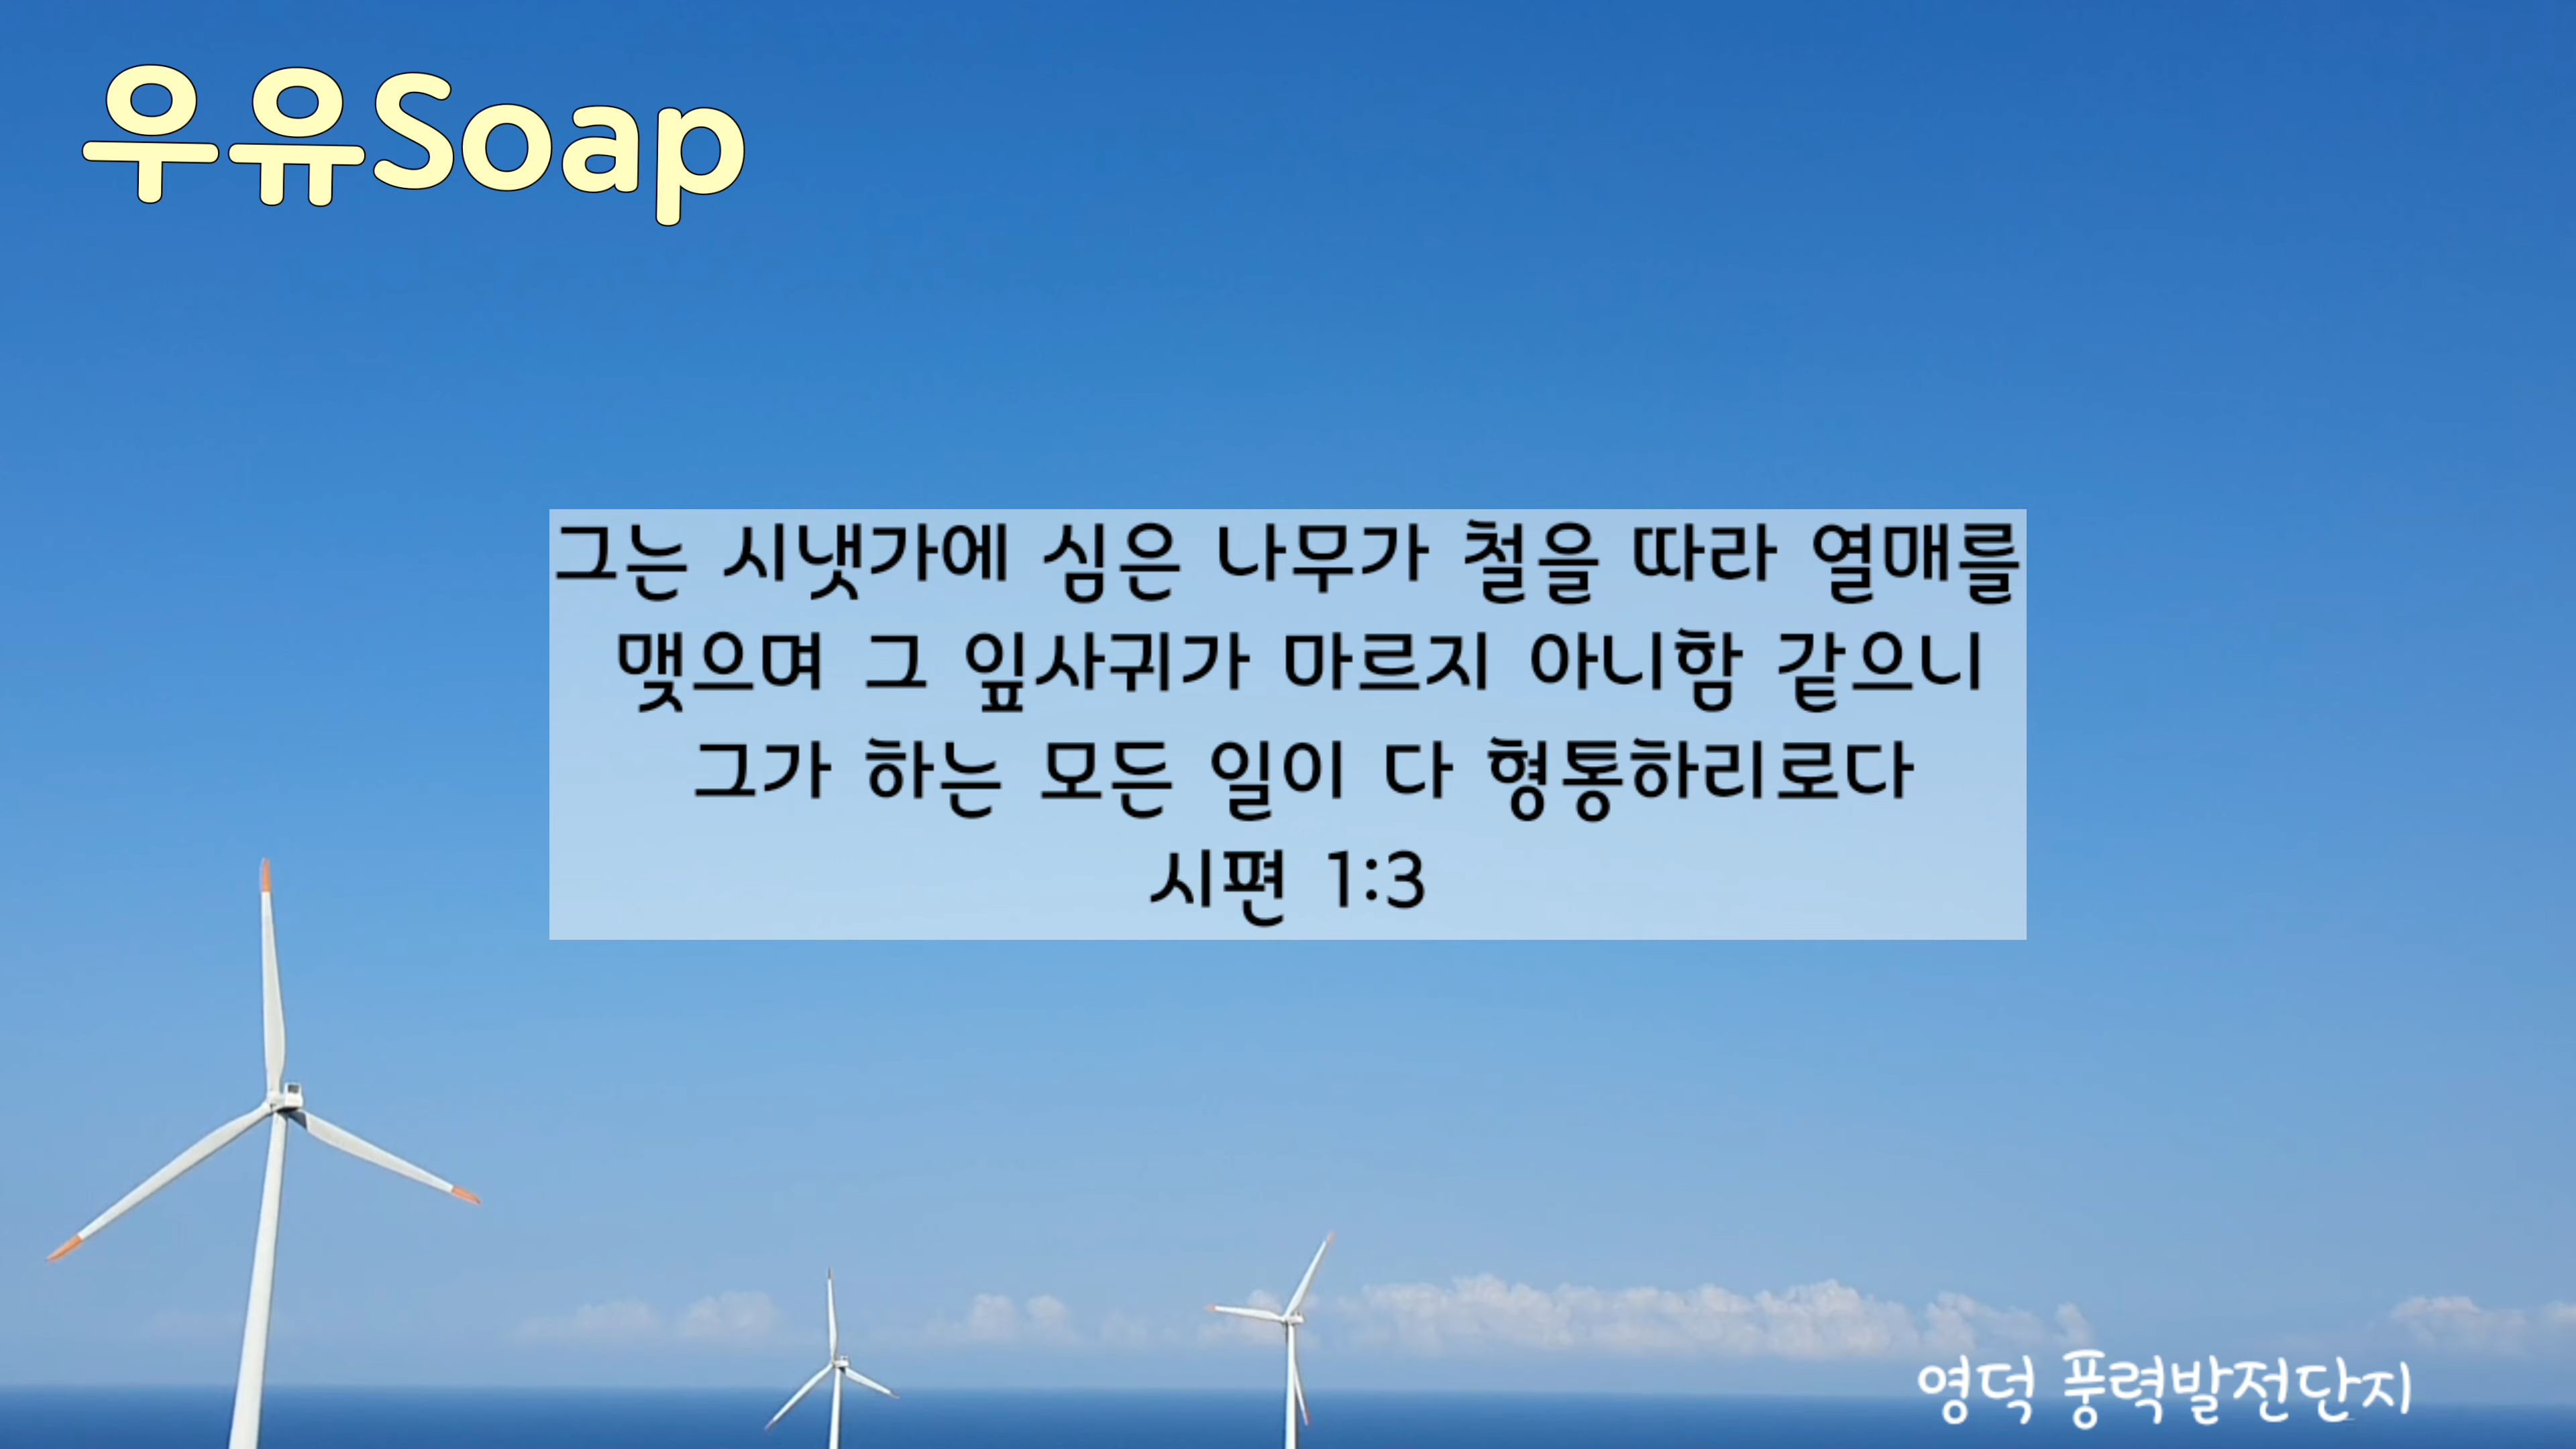 우유Soap
그는 시냇가에 심은 나무가 철을 따라 열매를
맺으며 그 잎사귀가 마르지 아니함 같으니
그가 하는 모든 일이 다 형통하리로다
시편 1:3
영덕 풍력발전단지